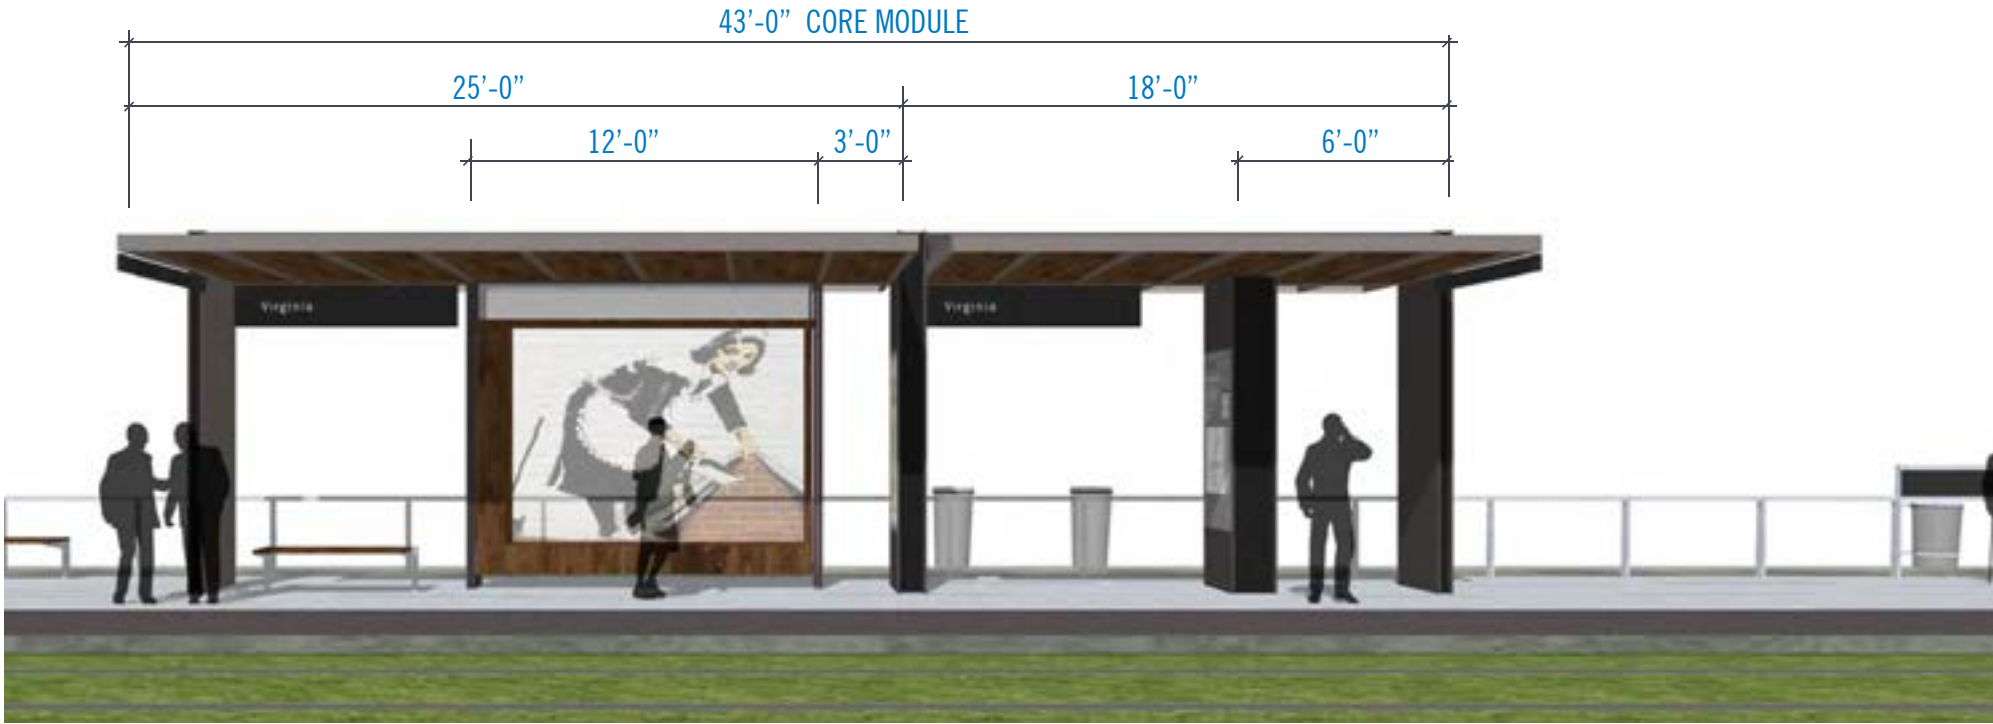 43’-0” CORE MODULE
25’-0”
18’-0”
12’-0”
3’-0”
6’-0”
Virginia
Virginia